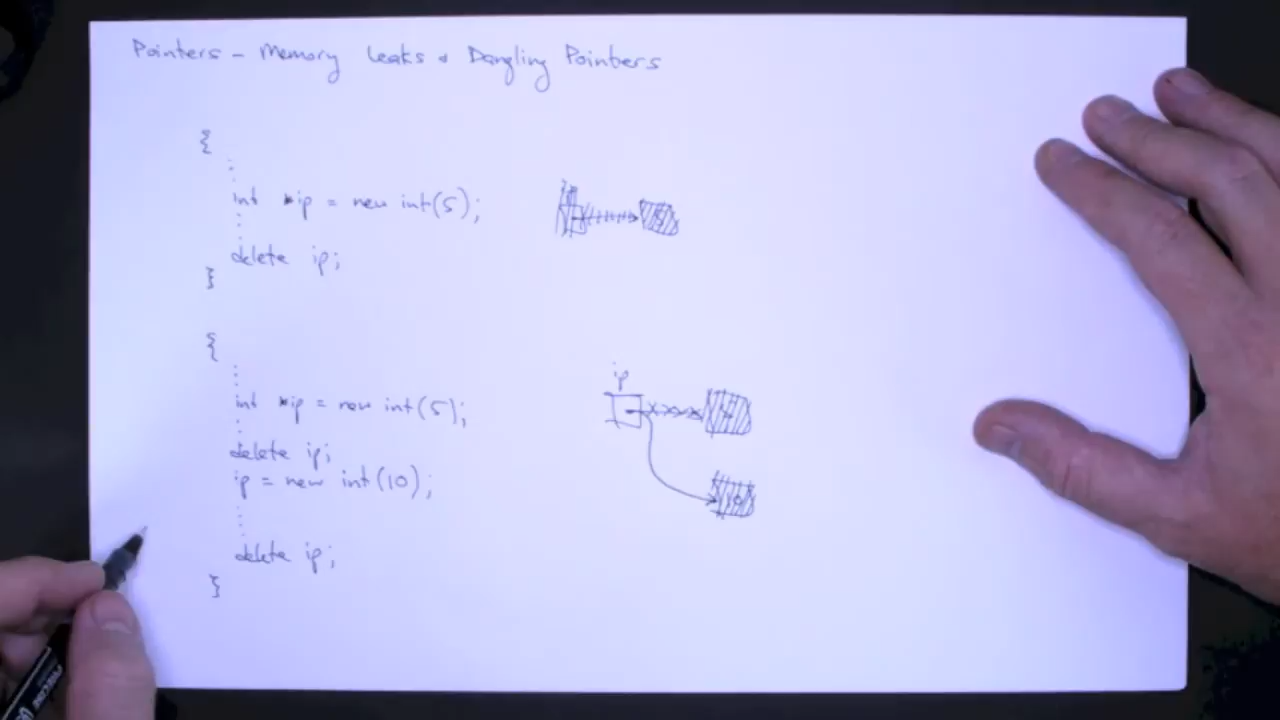 Pointers - Memory Leaks & Dangling Pointers
{
int *ip = new int(5);
delete ip;
}
{
int *ip = new int(5);
delete ip;
ip = new int(10);
delete ip;
}
ip